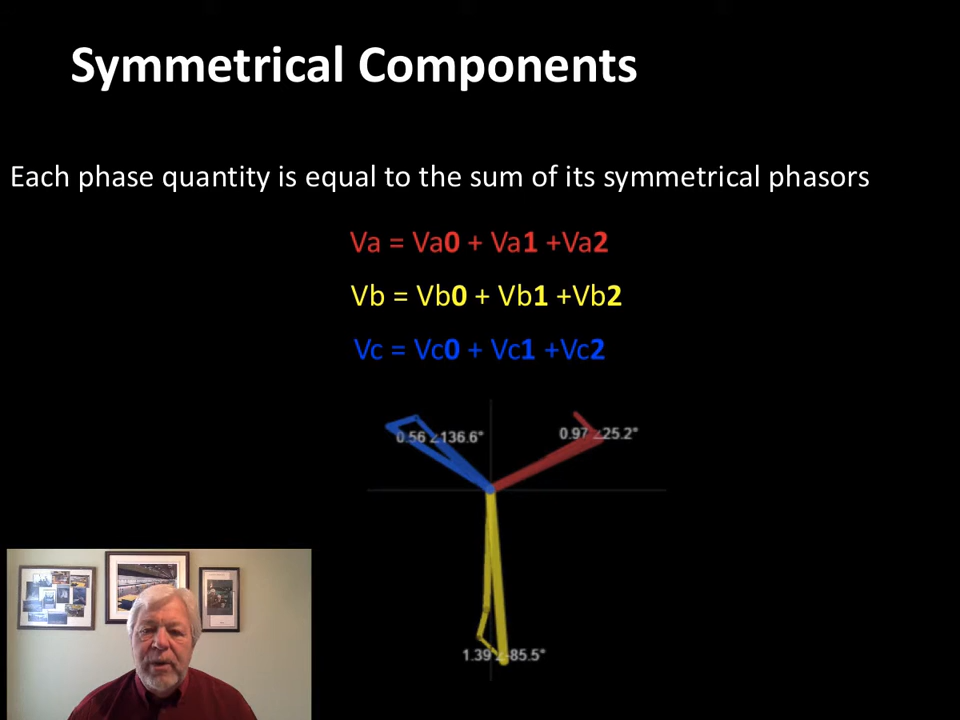 Symmetrical Components
Each phase quantity is equal to the sum of its symmetrical phasors
Va = Va0 + Va1 +Va2
Vb = Vb0 + Vb1 +Vb2
Vc = Vc0 + Vc1 +Vc2
0.56 ∠136.6°
0.97 ∠25.2°
1.39 ∠-85.5°